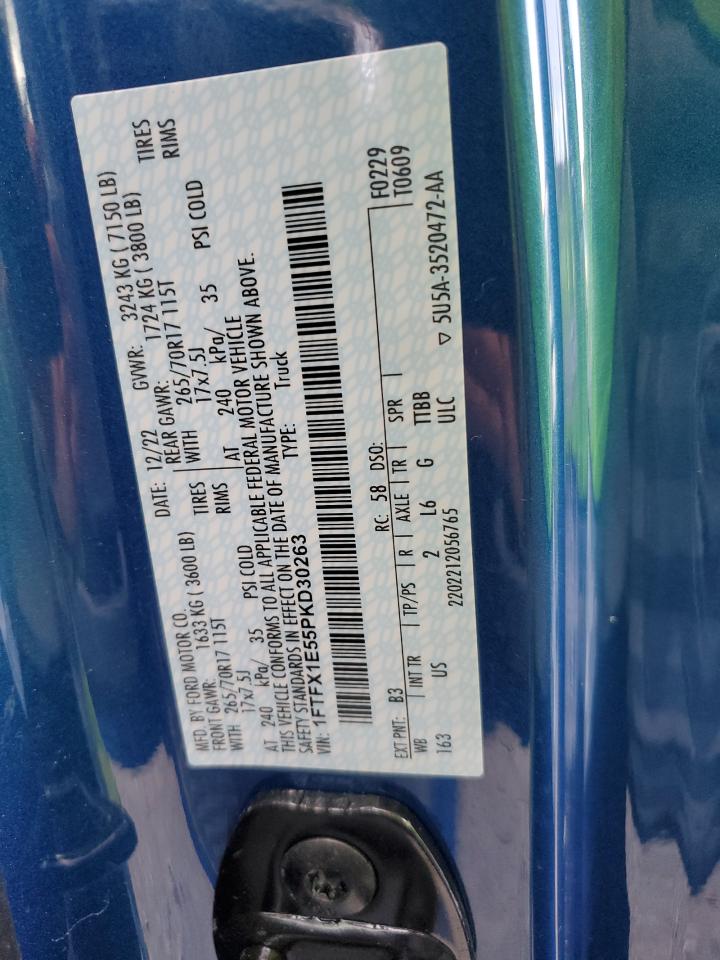 MFD. BY FORD MOTOR CO. DATE: 12/22 GVWR: 3243 KG ( 7150 LB)
FRONT GAWR: 1633 KG ( 3600 LB) REAR GAWR: 1724 KG ( 3800 LB)
WITH 265/70R17 115T TIRES WITH 265/70R17 115T TIRES
17x7.5J RIMS 17x7.5J RIMS
AT 240 kPa/ 35 PSI COLD AT 240 kPa/ 35 PSI COLD
THIS VEHICLE CONFORMS TO ALL APPLICABLE FEDERAL MOTOR VEHICLE
SAFETY STANDARDS IN EFFECT ON THE DATE OF MANUFACTURE SHOWN ABOVE.
VIN: 1FTFX1E55PKD30263 TYPE: Truck
EXT PNT: B3 RC: 58 DSO: F0229
WB INT TR TP/PS R AXLE TR SPR T0609
163 US 2 L6 G TTBB
2202212056765 ULC ▽ 5U5A-3520472-AA